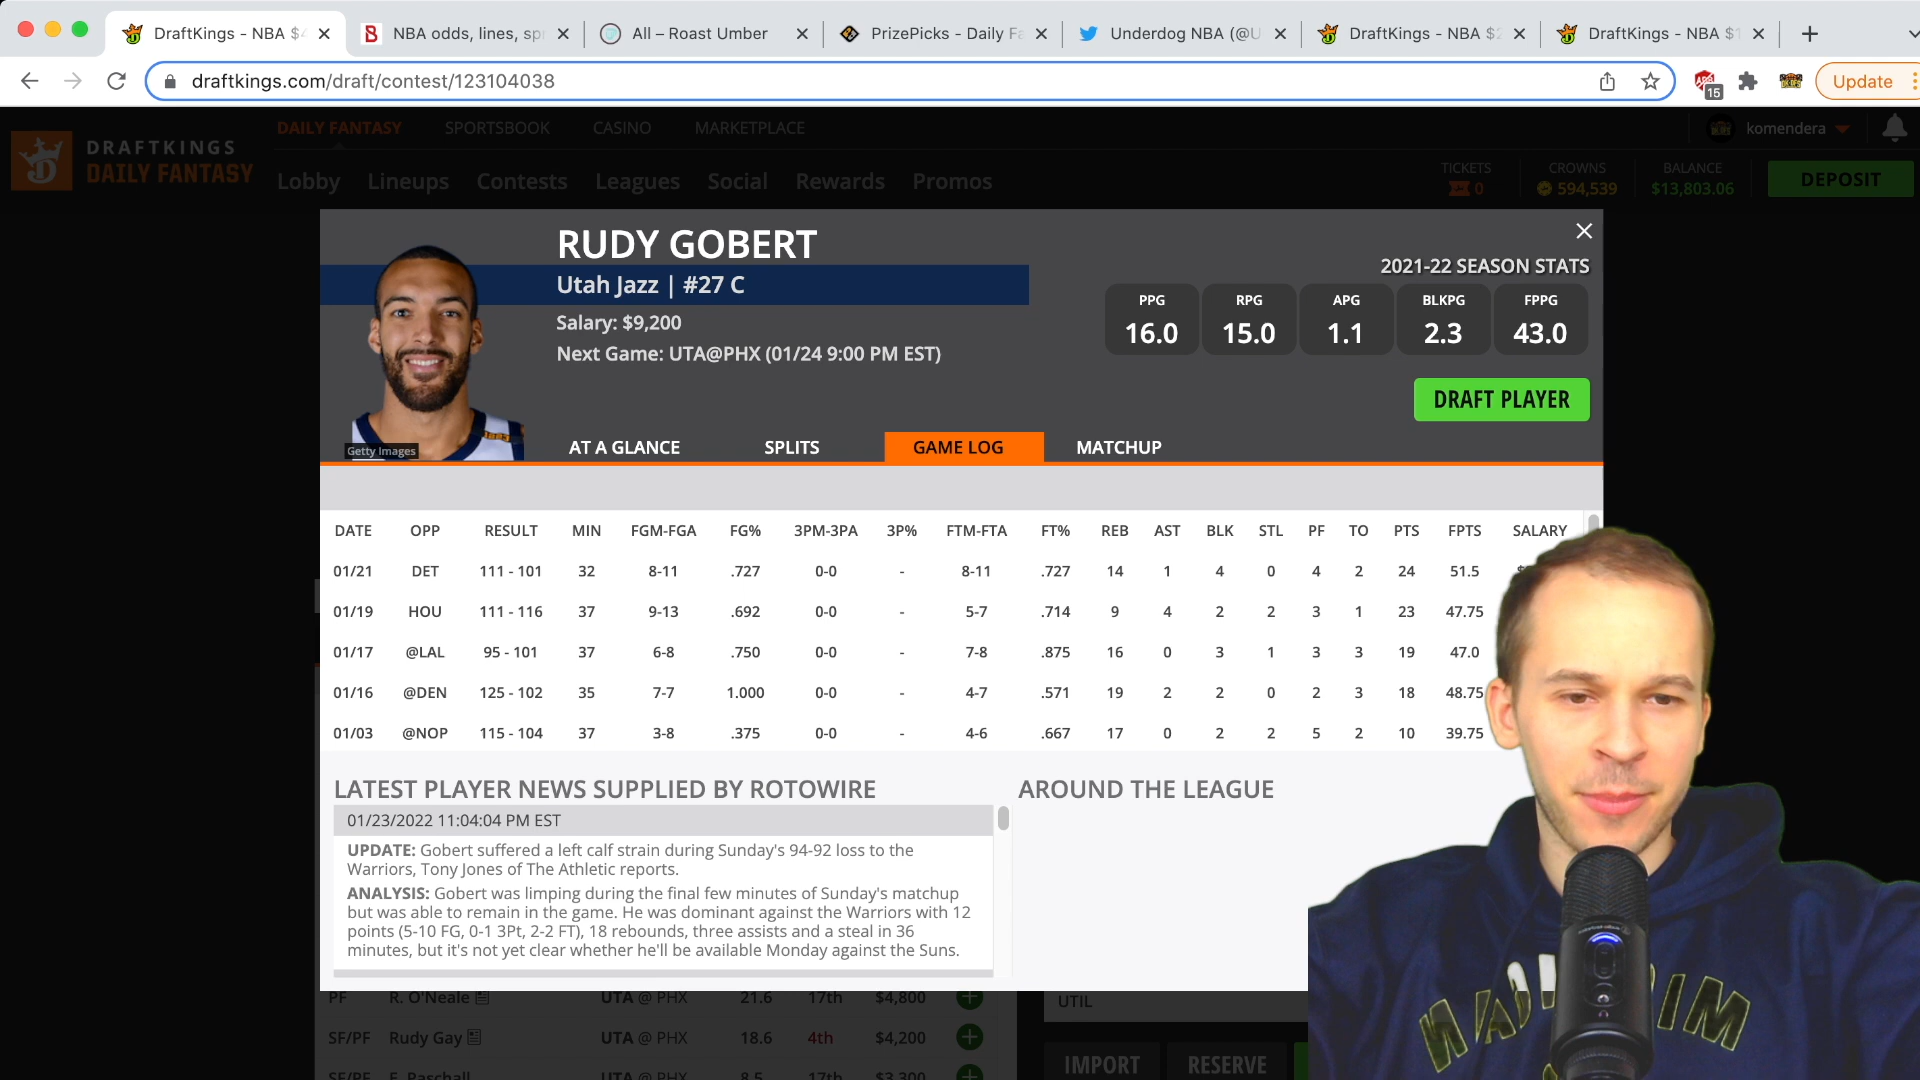 DraftKings - NBA $4
NBA odds, lines, sp
All – Roast Umber
PrizePicks - Daily Fa
Underdog NBA (@U
DraftKings - NBA $2
DraftKings - NBA $1
draftkings.com/draft/contest/123104038
15
Update
DRAFTKINGS
DAILY FANTASY
DAILY FANTASY
SPORTSBOOK
CASINO
MARKETPLACE
komendera
Lobby
Lineups
Contests
Leagues
Social
Rewards
Promos
TICKETS
0
CROWNS
594,539
BALANCE
$13,803.06
DEPOSIT
RUDY GOBERT
Utah Jazz | #27 C
Salary: $9,200
Next Game: UTA@PHX (01/24 9:00 PM EST)
Getty Images
2021-22 SEASON STATS
PPG RPG APG BLKPG FPPG
16.0 15.0 1.1 2.3 43.0
DRAFT PLAYER
AT A GLANCE
SPLITS
GAME LOG
MATCHUP
DATE OPP RESULT MIN FGM-FGA FG% 3PM-3PA 3P% FTM-FTA FT% REB AST BLK STL PF TO PTS FPTS SALARY
01/21 DET 111 - 101 32 8-11 .727 0-0 - 8-11 .727 14 1 4 0 4 2 24 51.5
01/19 HOU 111 - 116 37 9-13 .692 0-0 - 5-7 .714 9 4 2 2 3 1 23 47.75
01/17 @LAL 95 - 101 37 6-8 .750 0-0 - 7-8 .875 16 0 3 1 3 3 19 47.0
01/16 @DEN 125 - 102 35 7-7 1.000 0-0 - 4-7 .571 19 2 2 0 2 3 18 48.75
01/03 @NOP 115 - 104 37 3-8 .375 0-0 - 4-6 .667 17 0 2 2 5 2 10 39.75
LATEST PLAYER NEWS SUPPLIED BY ROTOWIRE
AROUND THE LEAGUE
01/23/2022 11:04:04 PM EST
UPDATE: Gobert suffered a left calf strain during Sunday's 94-92 loss to the
Warriors, Tony Jones of The Athletic reports.
ANALYSIS: Gobert was limping during the final few minutes of Sunday's matchup
but was able to remain in the game. He was dominant against the Warriors with 12
points (5-10 FG, 0-1 3Pt, 2-2 FT), 18 rebounds, three assists and a steal in 36
minutes, but it's not yet clear whether he'll be available Monday against the Suns.
PF R. O'Neale UTA @ PHX 21.6 17th $4,800
SF/PF Rudy Gay UTA @ PHX 18.6 4th $4,200
SF/PF E. Paschall UTA @ PHX 8.5 17th $3,300
UTIL
IMPORT
RESERVE